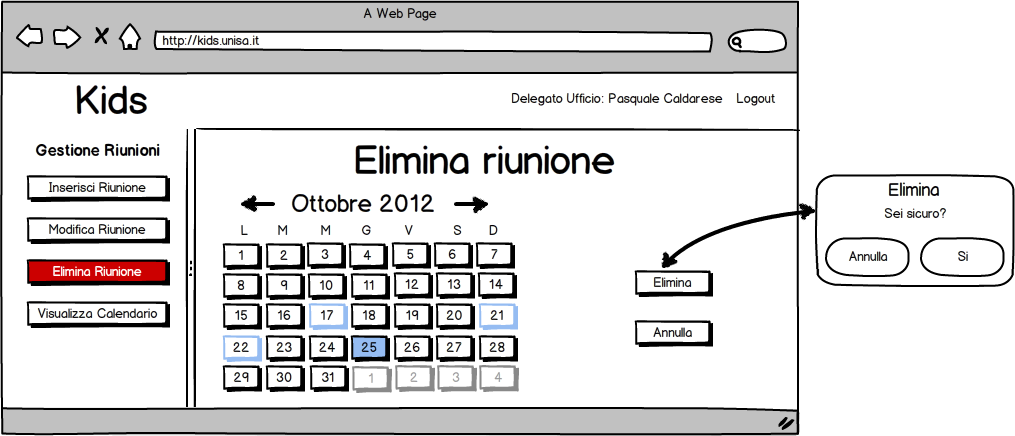 A Web Page
http://kids.unisa.it
Kids
Delegato Ufficio: Pasquale Caldarese Logout
Gestione Riunioni
Inserisci Riunione
Modifica Riunione
Elimina Riunione
Visualizza Calendario
Elimina riunione
Ottobre 2012
L M M G V S D
1 2 3 4 5 6 7
8 9 10 11 12 13 14
15 16 17 18 19 20 21
22 23 24 25 26 27 28
29 30 31 1 2 3 4
Elimina
Annulla
Elimina
Sei sicuro?
Annulla Si